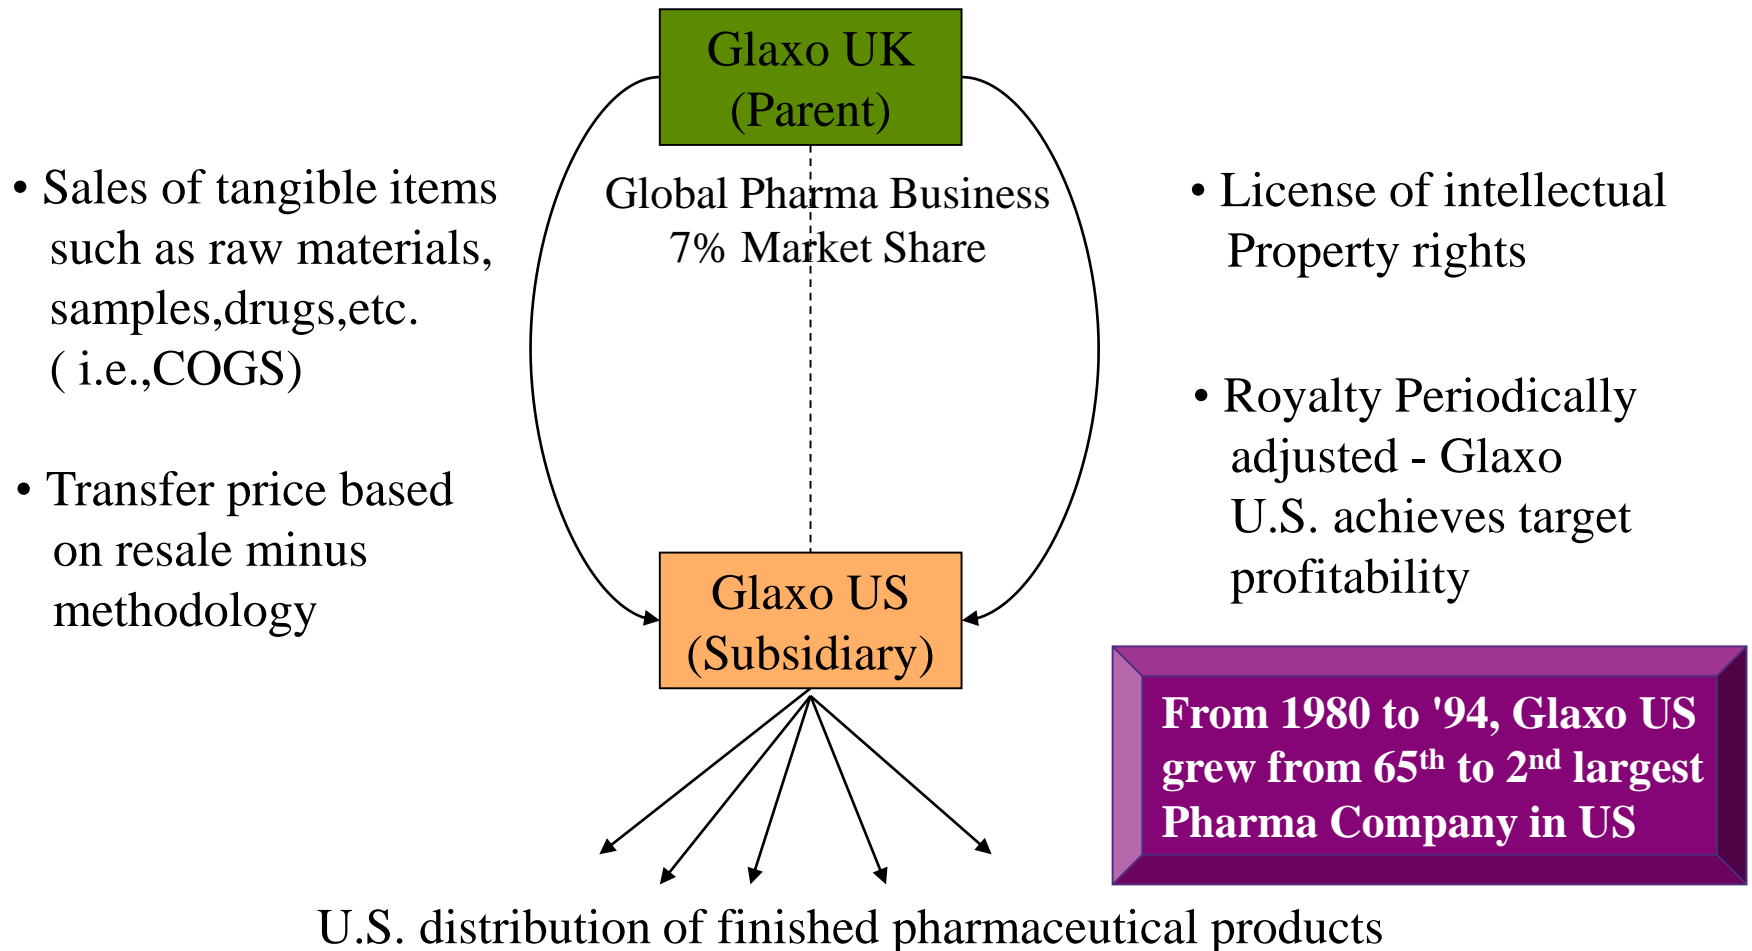 Glaxo UK
(Parent)
• Sales of tangible items
such as raw materials,
samples,drugs,etc.
( i.e.,COGS)
• Transfer price based
on resale minus
methodology
Global Pharma Business
7% Market Share
• License of intellectual
Property rights
• Royalty Periodically
adjusted - Glaxo
U.S. achieves target
profitability
Glaxo US
(Subsidiary)
From 1980 to '94, Glaxo US
grew from 65th to 2nd largest
Pharma Company in US
U.S. distribution of finished pharmaceutical products